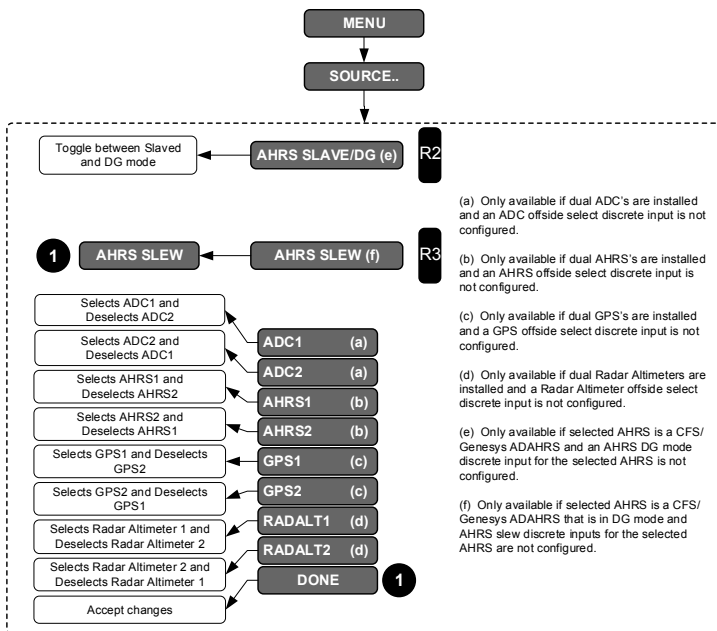 MENU
SOURCE..
Toggle between Slaved
and DG mode
AHRS SLAVE/DG (e)
R2
1
AHRS SLEW
AHRS SLEW (f)
R3
Selects ADC1 and
Deselects ADC2
ADC1 (a)
Selects ADC2 and
Deselects ADC1
ADC2 (a)
Selects AHRS1 and
Deselects AHRS2
AHRS1 (b)
Selects AHRS2 and
Deselects AHRS1
AHRS2 (b)
Selects GPS1 and Deselects
GPS2
GPS1 (c)
Selects GPS2 and Deselects
GPS1
GPS2 (c)
Selects Radar Altimeter 1 and
Deselects Radar Altimeter 2
RADALT1 (d)
Selects Radar Altimeter 2 and
Deselects Radar Altimeter 1
RADALT2 (d)
Accept changes
DONE
1
(a) Only available if dual ADC's are installed
and an ADC offside select discrete input is not
configured.
(b) Only available if dual AHRS's are installed
and an AHRS offside select discrete input is
not configured.
(c) Only available if dual GPS's are installed
and a GPS offside select discrete input is not
configured.
(d) Only available if dual Radar Altimeters are
installed and a Radar Altimeter offside select
discrete input is not configured.
(e) Only available if selected AHRS is a CFS/
Genesys ADAHRS and an AHRS DG mode
discrete input for the selected AHRS is not
configured.
(f) Only available if selected AHRS is a CFS/
Genesys ADAHRS that is in DG mode and
AHRS slew discrete inputs for the selected
AHRS are not configured.